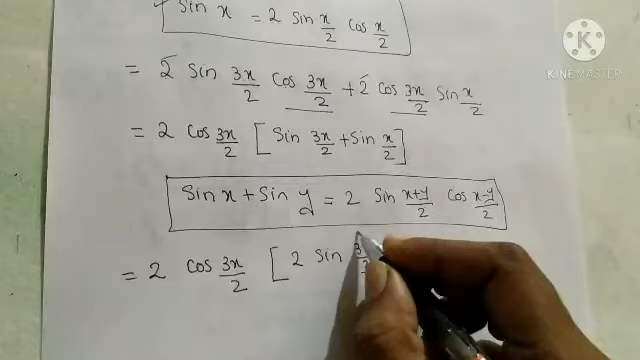 Sin x = 2 Sin x/2 Cos x/2
KINEMASTER
= 2 Sin 3x/2 Cos 3x/2 + 2 Cos 3x/2 Sin x/2
= 2 Cos 3x/2 [ Sin 3x/2 + Sin x/2 ]
Sin x + Sin y = 2 Sin x+y/2 Cos x-y/2
= 2 Cos 3x/2 [ 2 Sin 3